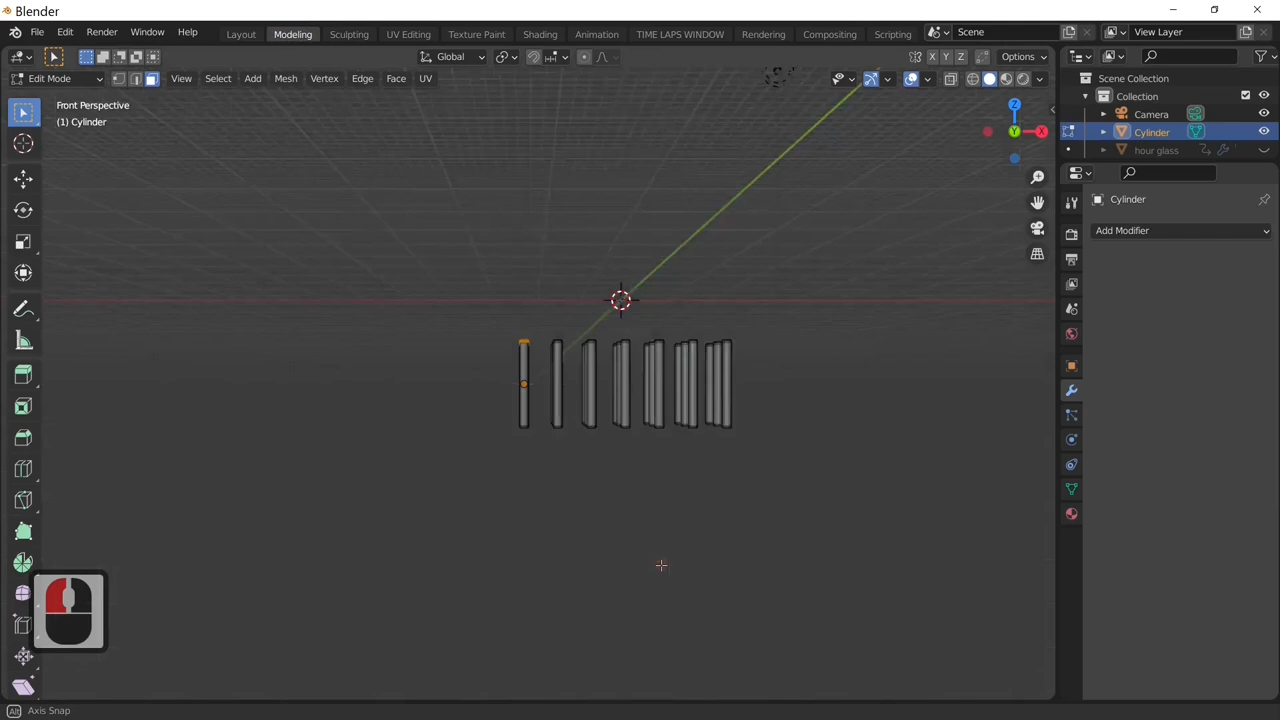 Blender
File Edit Render Window Help
Layout Modeling Sculpting UV Editing Texture Paint Shading Animation TIME LAPS WINDOW Rendering Compositing Scripting
Scene
View Layer
Global
Options
Edit Mode
View Select Add Mesh Vertex Edge Face UV
Front Perspective
(1) Cylinder
X Y Z
Z
Y
X
Scene Collection
Collection
Camera
Cylinder
hour glass
Cylinder
Add Modifier
Alt Axis Snap